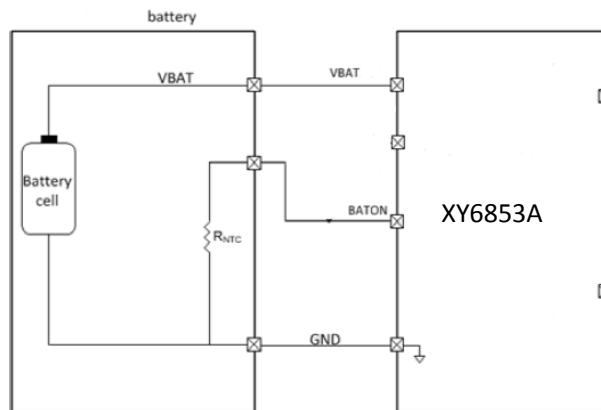 battery
VBAT
VBAT
Battery
cell
RNTC
BATON
XY6853A
GND